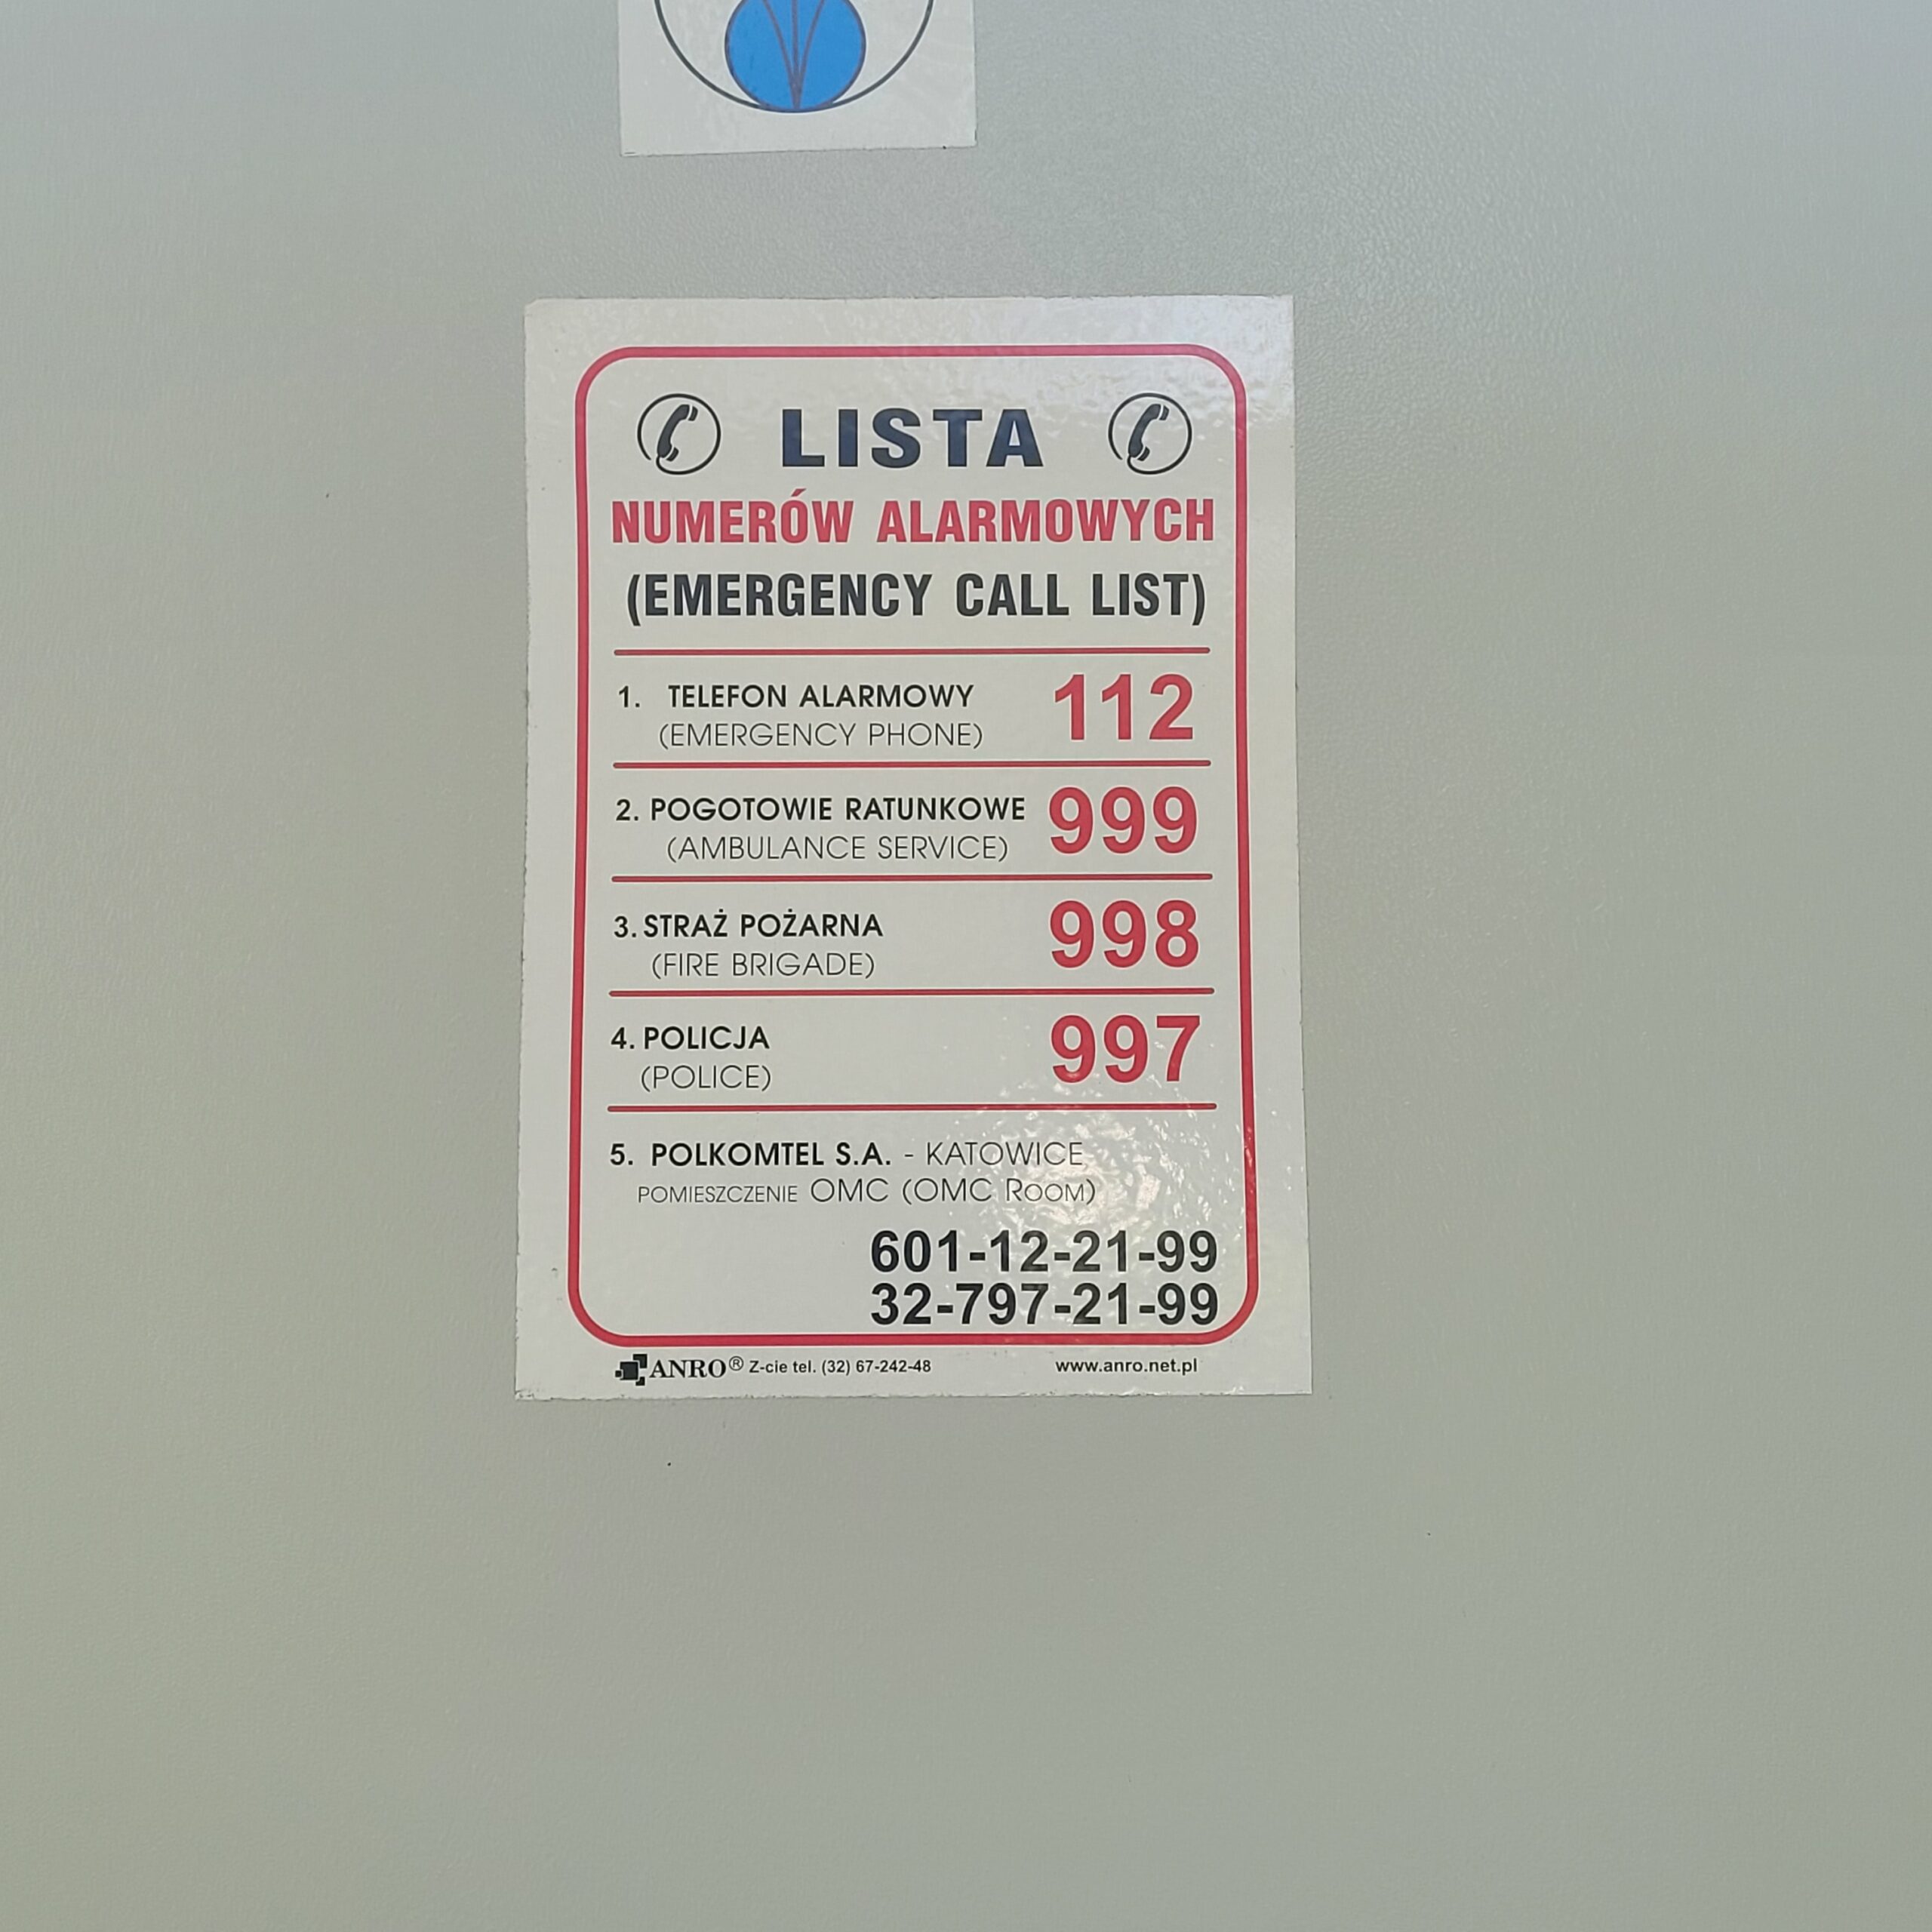 LISTA
NUMERÓW ALARMOWYCH
(EMERGENCY CALL LIST)
1. TELEFON ALARMOWY 112
(EMERGENCY PHONE)
2. POGOTOWIE RATUNKOWE 999
(AMBULANCE SERVICE)
3. STRAŻ POŻARNA 998
(FIRE BRIGADE)
4. POLICJA 997
(POLICE)
5. POLKOMTEL S.A. - KATOWICE
POMIESZCZENIE OMC (OMC ROOM)
601-12-21-99
32-797-21-99
ANRO® Z-cie tel. (32) 67-242-48 www.anro.net.pl